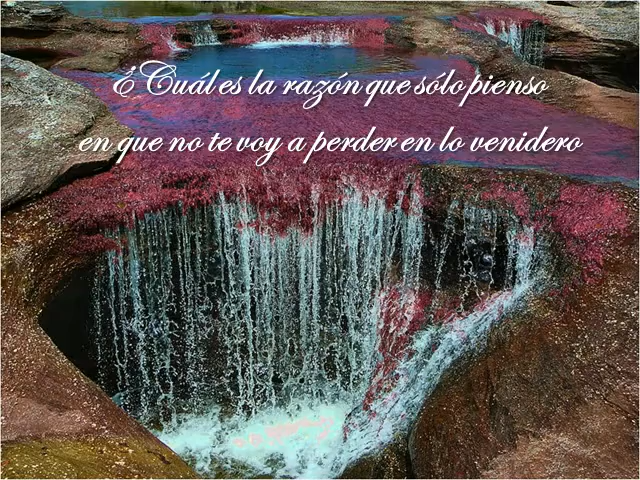 ¿Cuál es la razón que sólo pienso
en que no te voy a perder en lo venidero